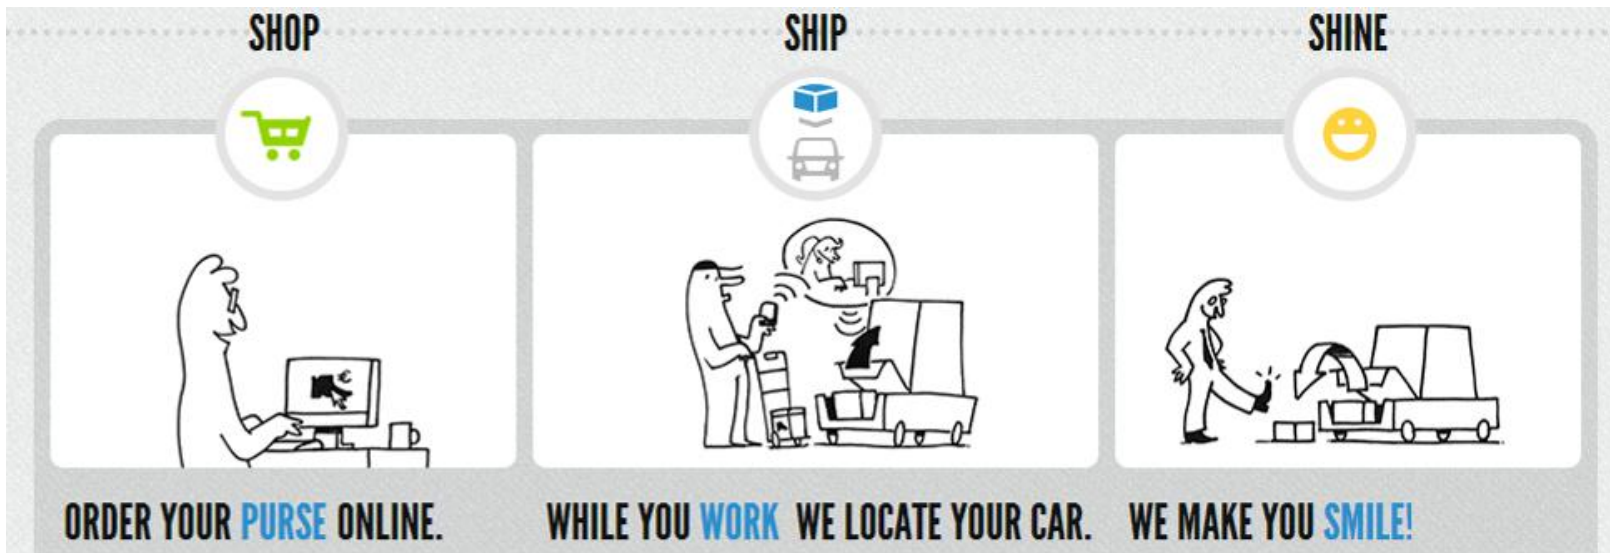 SHOP
SHIP
SHINE
€
ORDER YOUR PURSE ONLINE.
WHILE YOU WORK WE LOCATE YOUR CAR.
WE MAKE YOU SMILE!